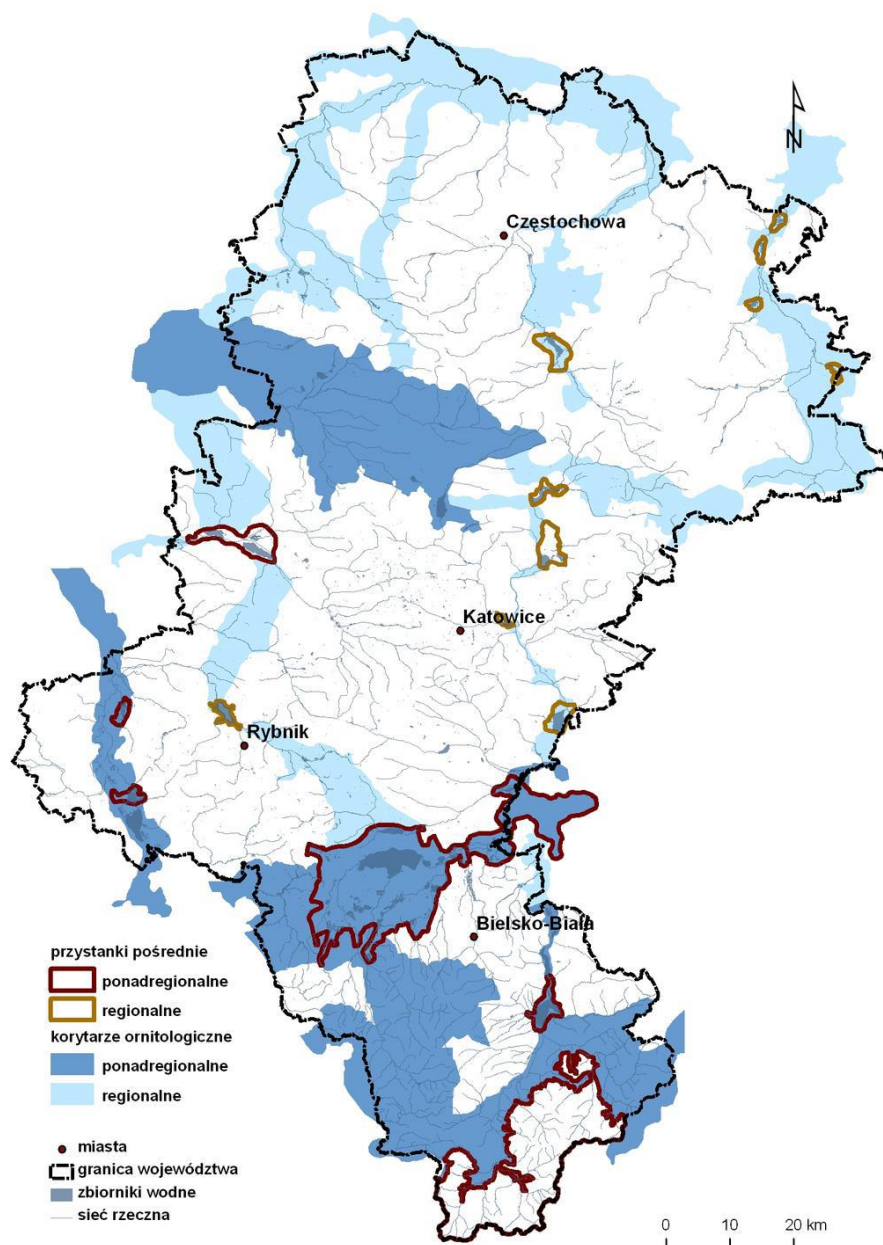 N
Częstochowa
Katowice
Rybnik
Bielsko-Biała
przystanki pośrednie
ponadregionalne
regionalne
korytarze ornitologiczne
ponadregionalne
regionalne
miasta
granica województwa
zbiorniki wodne
sieć rzeczna
0 10 20 km